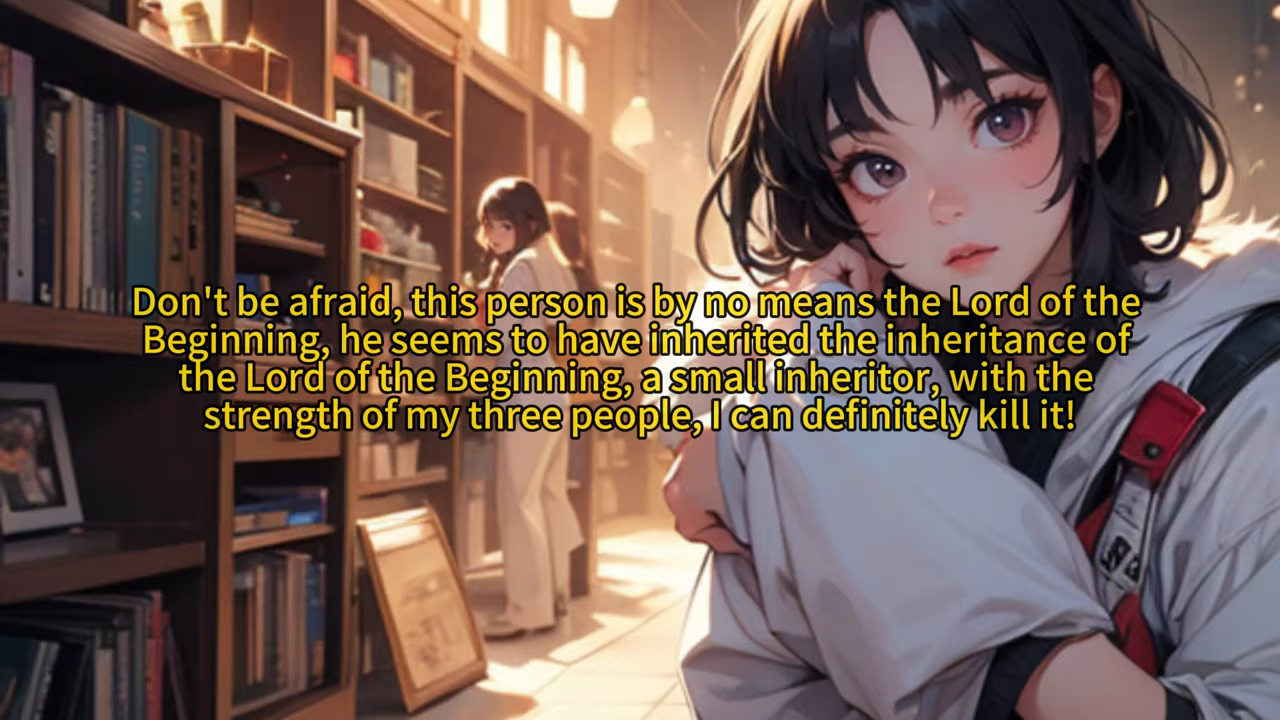 Don't be afraid, this person is by no means the Lord of the
Beginning, he seems to have inherited the inheritance of
the Lord of the Beginning, a small inheritor, with the
strength of my three people, I can definitely kill it!